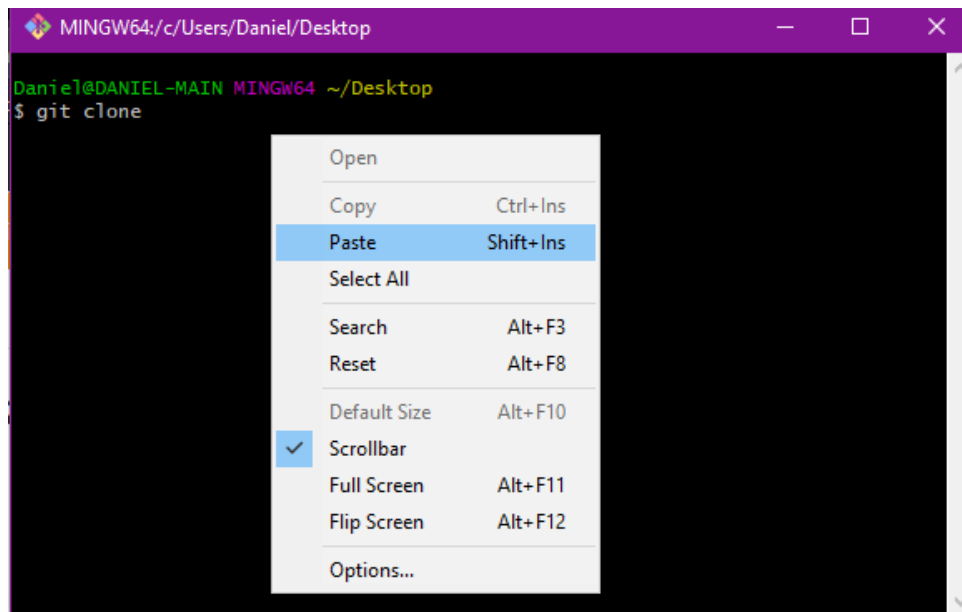 MINGW64:/c/Users/Daniel/Desktop
Daniel@DANIEL-MAIN MINGW64 ~/Desktop
$ git clone
Open
Copy Ctrl+Ins
Paste Shift+Ins
Select All
Search Alt+F3
Reset Alt+F8
Default Size Alt+F10
Scrollbar
Full Screen Alt+F11
Flip Screen Alt+F12
Options...